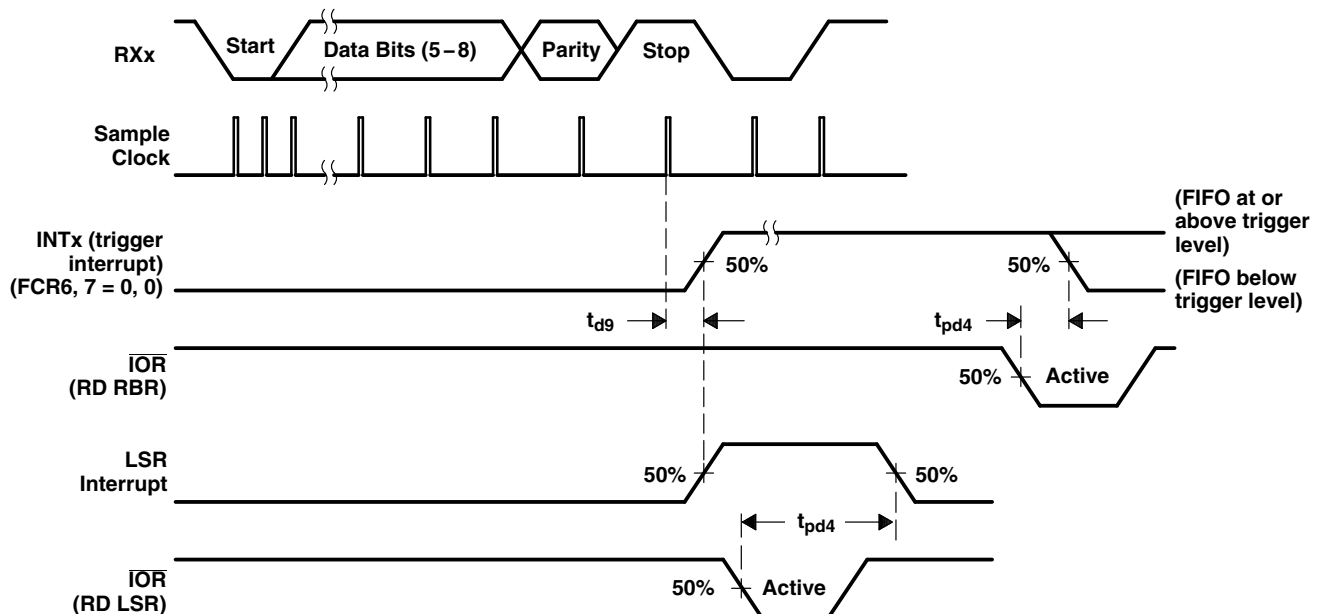 RXx
Start
Data Bits (5–8)
Parity
Stop
Sample
Clock
INTx (trigger
interrupt)
(FCR6, 7 = 0, 0)
50%
50%
(FIFO at or
above trigger
level)
(FIFO below
trigger level)
td9
tpd4
IOR
(RD RBR)
50%
Active
LSR
Interrupt
50%
50%
tpd4
IOR
(RD LSR)
50%
Active